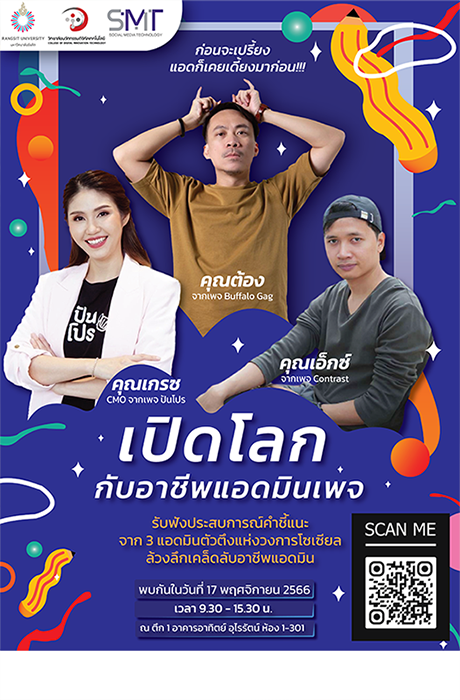 RANGSIT UNIVERSITY
มหาวิทยาลัยรังสิต
วิทยาลัยนวัตกรรมดิจิทัลเทคโนโลยี
COLLEGE OF DIGITAL INNOVATION TECHNOLOGY
SMT
SOCIAL MEDIA TECHNOLOGY
ก่อนจะเปรี้ยง
แอดก็เคยเดี้ยงมาก่อน!!!
คุณต้อง
จากเพจ Buffalo Gag
ปัน
โปร
คุณเอ็กซ์
จากเพจ Contrast
คุณเกรซ
CMO จากเพจ ปันโปร
เปิดโลก
กับอาชีพแอดมินเพจ
รับฟังประสบการณ์คำชี้แนะ
จาก 3 แอดมินตัวตึงแห่งวงการโซเชียล
ล้วงลึกเคล็ดลับอาชีพแอดมิน
SCAN ME
พบกันในวันที่ 17 พฤศจิกายน 2566
เวลา 9.30 - 15.30 น.
ณ ตึก 1 อาคารอาทิตย์ อุไรรัตน์ ห้อง 1-301